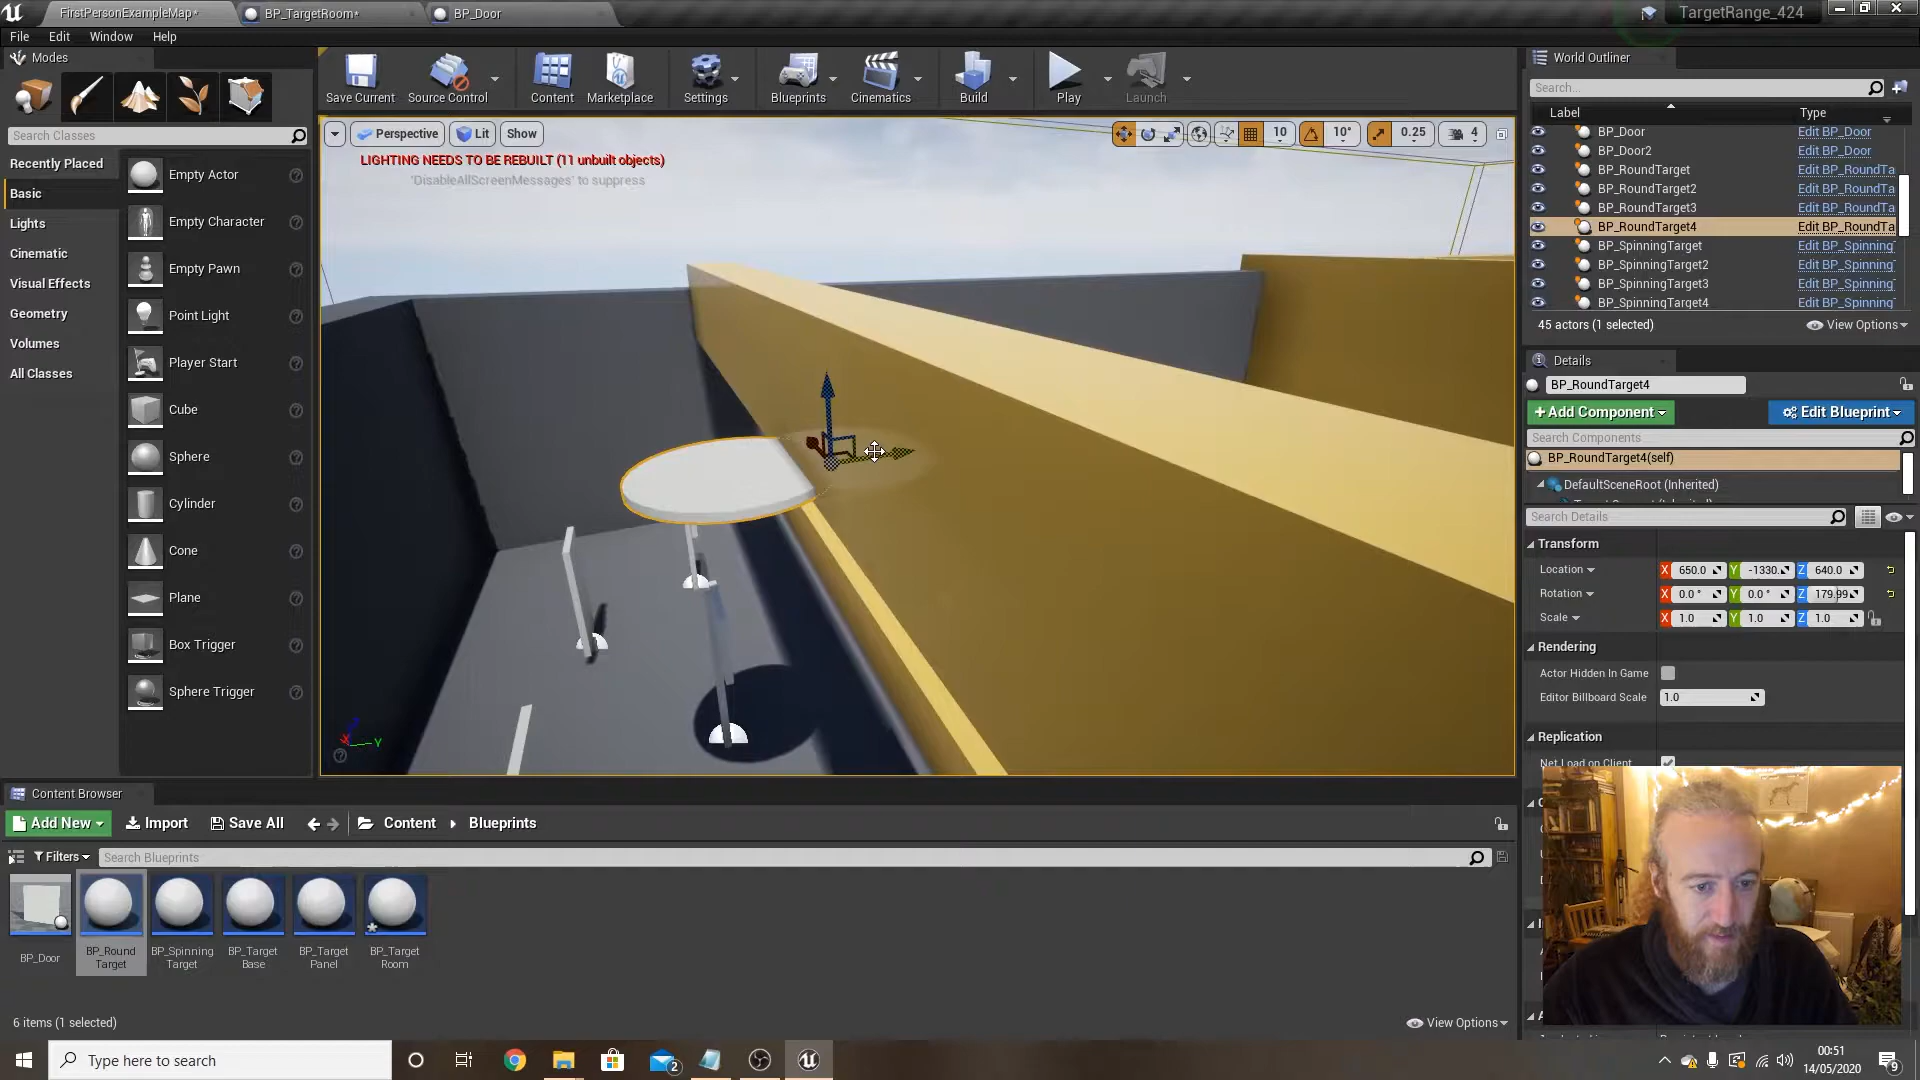 FirstPersonExampleMap*
BP_TargetRoom*
BP_Door
TargetRange_424
File Edit Window Help
Modes
Search Classes
Recently Placed
Basic
Lights
Cinematic
Visual Effects
Geometry
Volumes
All Classes
Empty Actor
Empty Character
Empty Pawn
Point Light
Player Start
Cube
Sphere
Cylinder
Cone
Plane
Box Trigger
Sphere Trigger
Save Current
Source Control
Content
Marketplace
Settings
Blueprints
Cinematics
Build
Play
Launch
Perspective Lit Show
10 10° 0.25 4
LIGHTING NEEDS TO BE REBUILT (11 unbuilt objects)
'DisableAllScreenMessages' to suppress
X Y
World Outliner
Search...
Label Type
BP_Door Edit BP_Door
BP_Door2 Edit BP_Door
BP_RoundTarget Edit BP_RoundTa
BP_RoundTarget2 Edit BP_RoundTa
BP_RoundTarget3 Edit BP_RoundTa
BP_RoundTarget4 Edit BP_RoundTa
BP_SpinningTarget Edit BP_Spinning
BP_SpinningTarget2 Edit BP_Spinning
BP_SpinningTarget3 Edit BP_Spinning
BP_SpinningTarget4 Edit BP_Spinning
45 actors (1 selected) View Options
Details
BP_RoundTarget4
+Add Component Edit Blueprint
Search Components
BP_RoundTarget4(self)
DefaultSceneRoot (Inherited)
Search Details
Transform
Location X 650.0 Y -1330. Z 640.0
Rotation X 0.0 ° Y 0.0 ° Z 179.99
Scale X 1.0 Y 1.0 Z 1.0
Rendering
Actor Hidden In Game
Editor Billboard Scale 1.0
Replication
Net Load on Client
Content Browser
Add New Import Save All Content Blueprints
Filters Search Blueprints
BP_Door
BP_Round Target
BP_Spinning Target
BP_Target Base
BP_Target Panel
BP_Target Room
6 items (1 selected)
View Options
Type here to search
2
00:51
14/05/2020
9